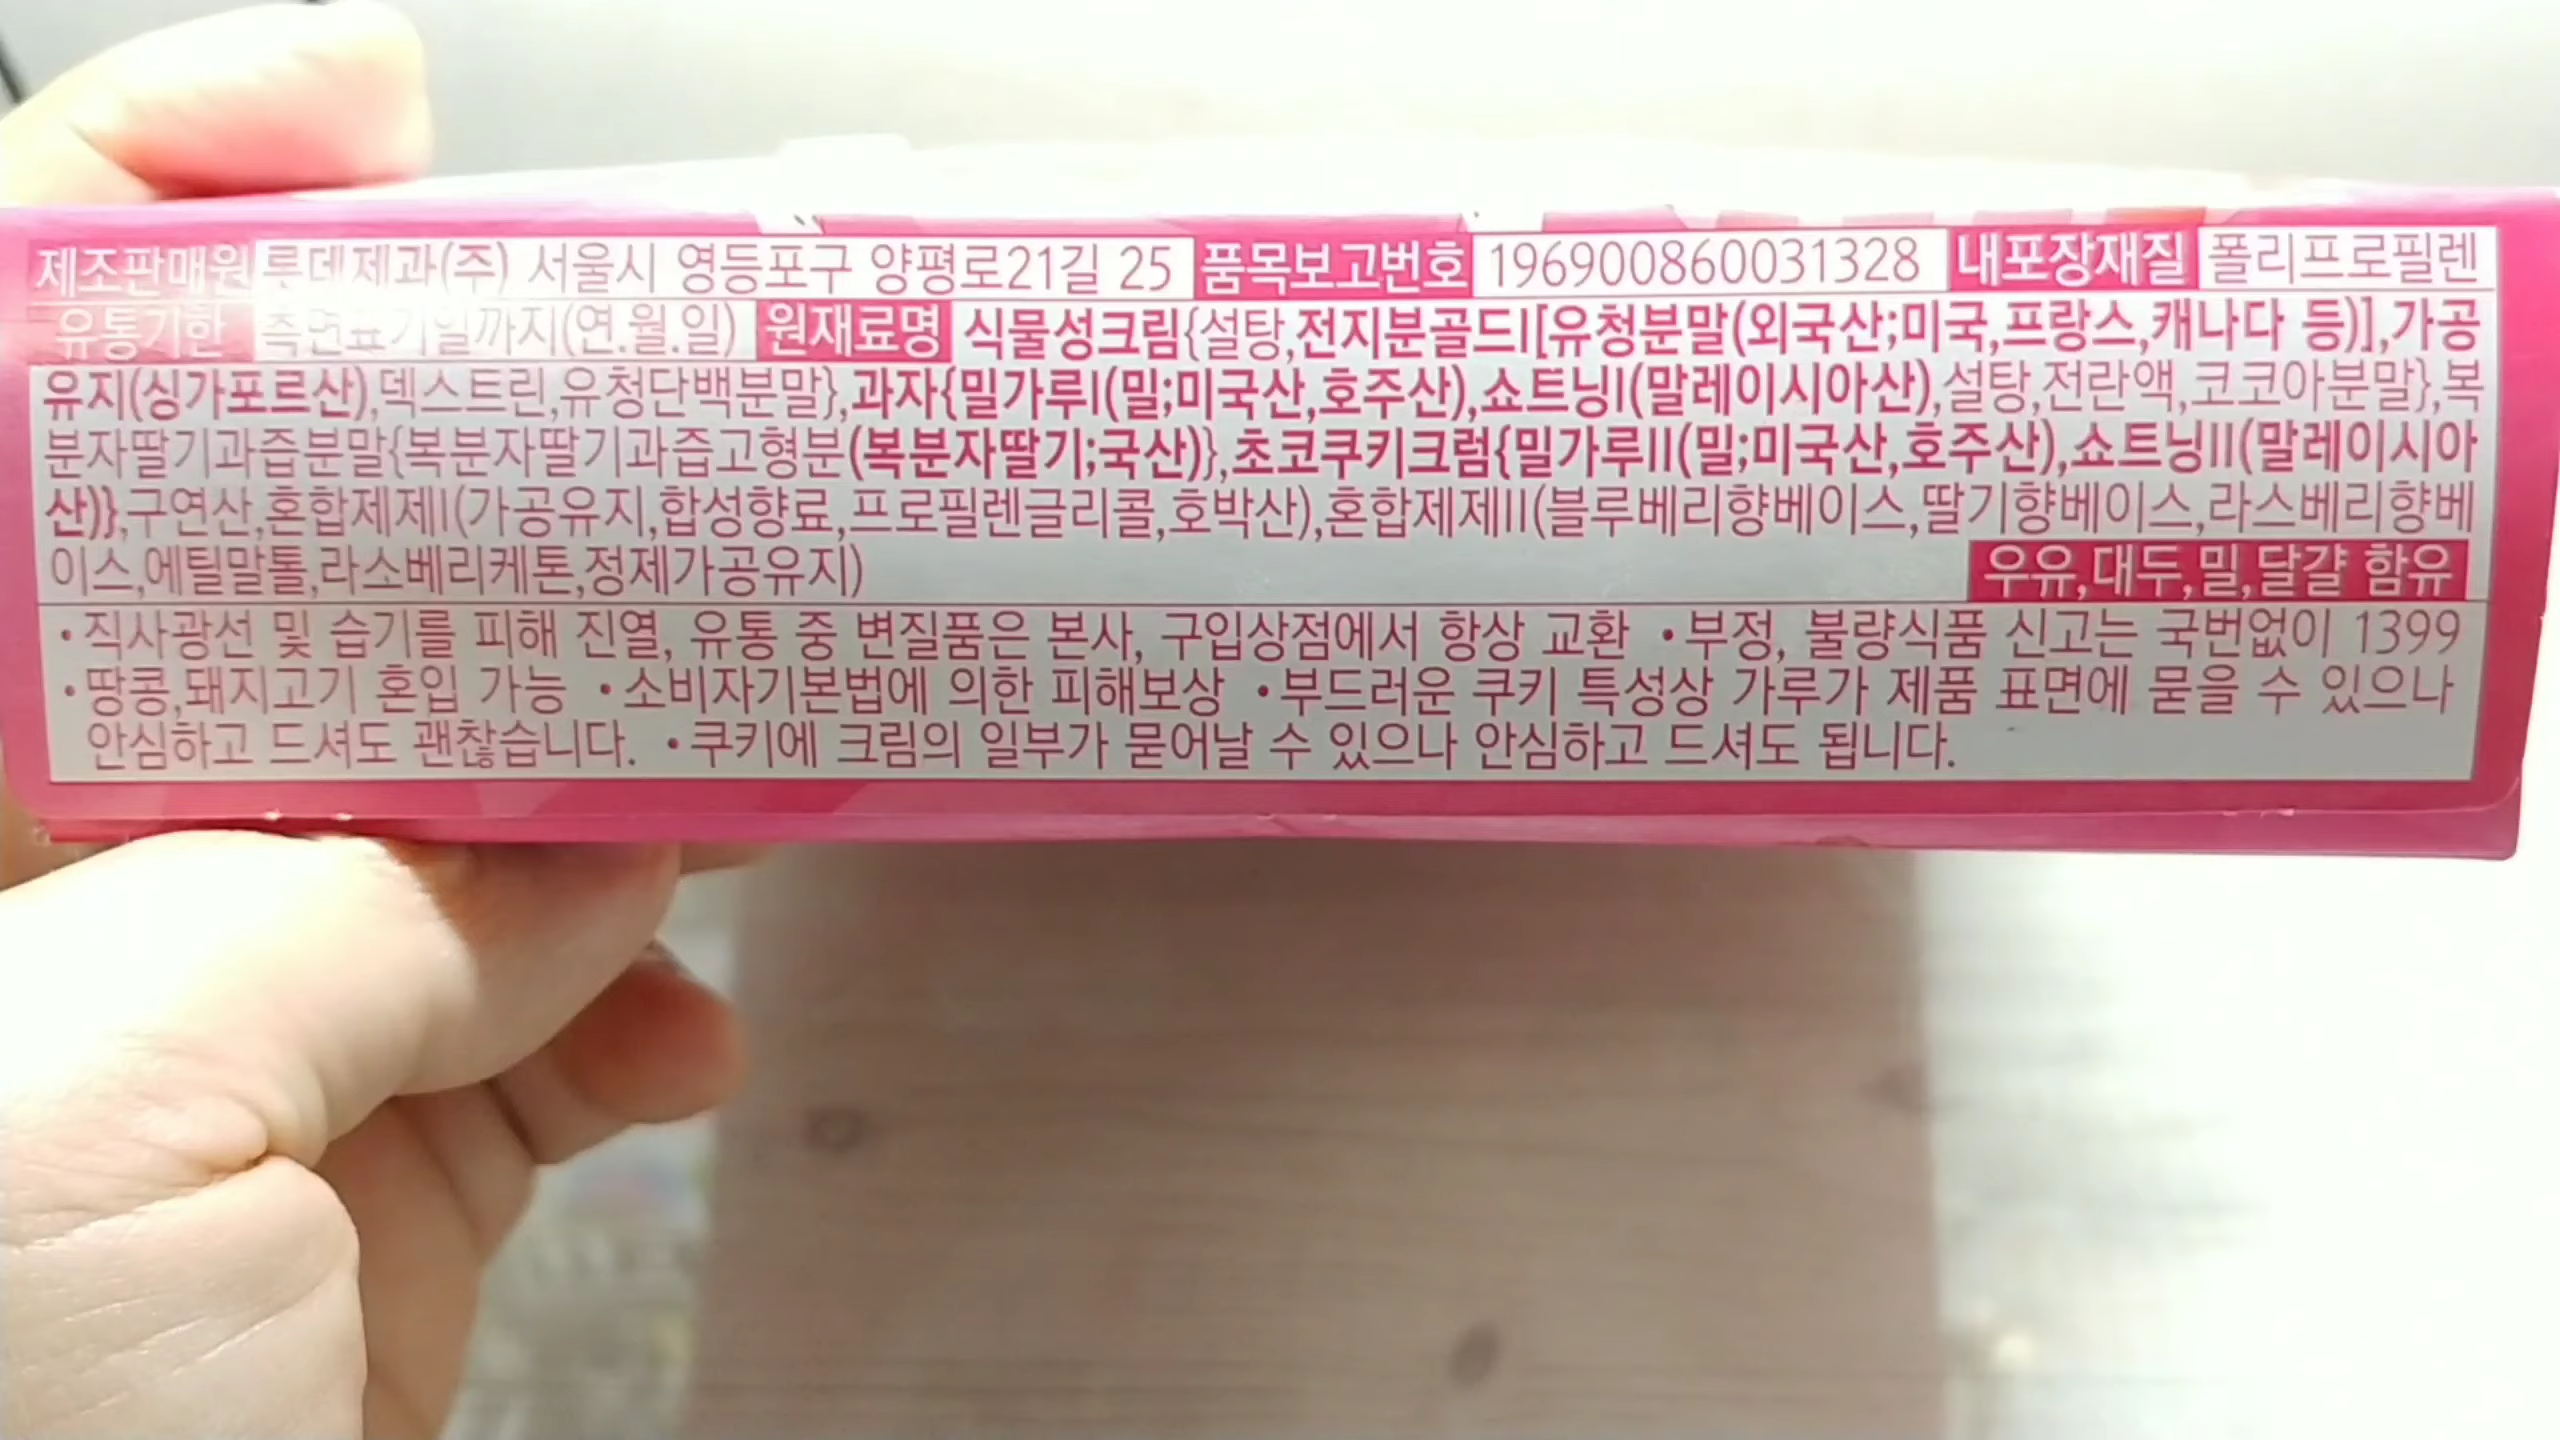 제조판매원 롯데제과(주) 서울시 영등포구 양평로21길 25 품목보고번호 196900860031328 내포장재질 폴리프로필렌
유통기한 측면표기일까지(연.월.일) 원재료명 식물성크림{설탕,전지분골드I[유청분말(외국산;미국,프랑스,캐나다 등)],가공
유지(싱가포르산),덱스트린,유청단백분말},과자{밀가루I(밀;미국산,호주산),쇼트닝I(말레이시아산),설탕,전란액,코코아분말},복
분자딸기과즙분말{복분자딸기과즙고형분(복분자딸기;국산)},초코쿠키크럼{밀가루II(밀;미국산,호주산),쇼트닝II(말레이시아
산)},구연산,혼합제제I(가공유지,합성향료,프로필렌글리콜,호박산),혼합제제II(블루베리향베이스,딸기향베이스,라스베리향베
이스,에틸말톨,라소베리케톤,정제가공유지) 우유,대두,밀,달걀 함유
•직사광선 및 습기를 피해 진열, 유통 중 변질품은 본사, 구입상점에서 항상 교환 •부정, 불량식품 신고는 국번없이 1399
•땅콩,돼지고기 혼입 가능 •소비자기본법에 의한 피해보상 •부드러운 쿠키 특성상 가루가 제품 표면에 묻을 수 있으나
안심하고 드셔도 괜찮습니다. •쿠키에 크림의 일부가 묻어날 수 있으나 안심하고 드셔도 됩니다.